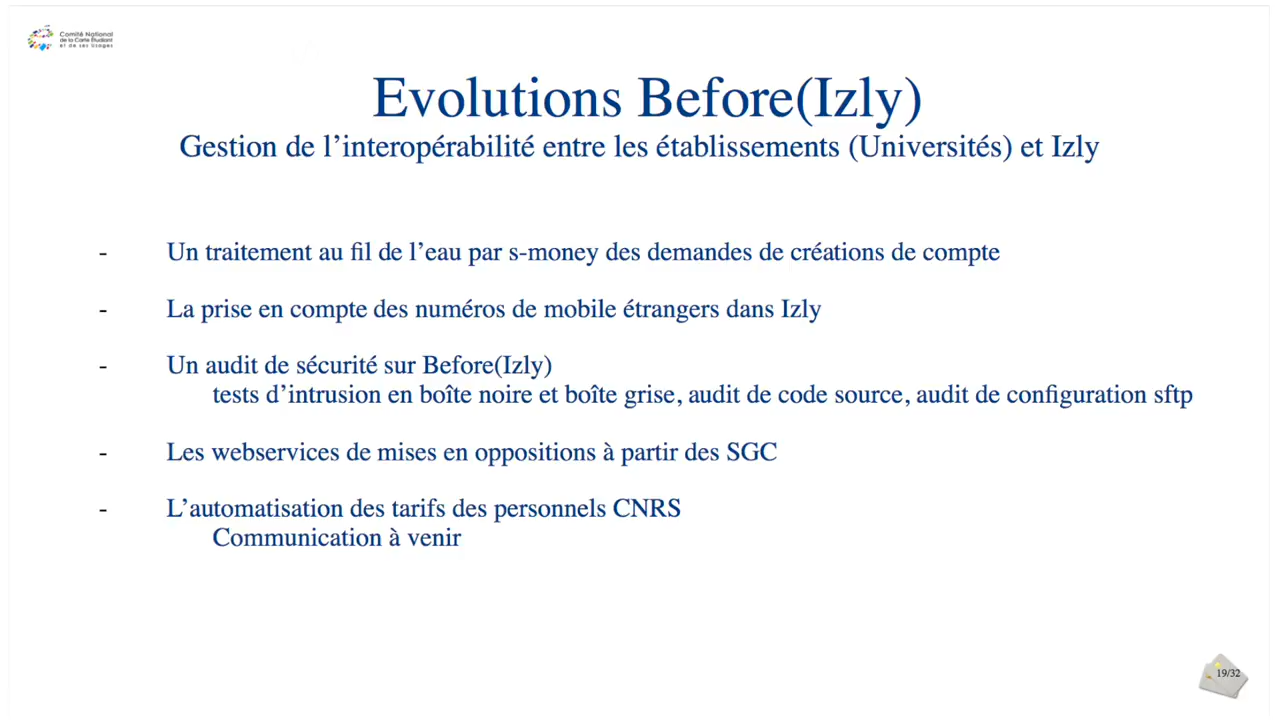 Comité National
de la Carte Étudiant
et de ses Usages
Evolutions Before(Izly)
Gestion de l’interopérabilité entre les établissements (Universités) et Izly
- Un traitement au fil de l’eau par s-money des demandes de créations de compte
- La prise en compte des numéros de mobile étrangers dans Izly
- Un audit de sécurité sur Before(Izly)
tests d’intrusion en boîte noire et boîte grise, audit de code source, audit de configuration sftp
- Les webservices de mises en oppositions à partir des SGC
- L’automatisation des tarifs des personnels CNRS
Communication à venir
19/32